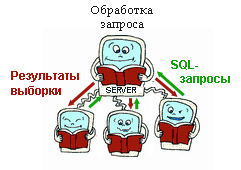 Обработка
запроса
Результаты
выборки
SQL-
запросы
SERVER